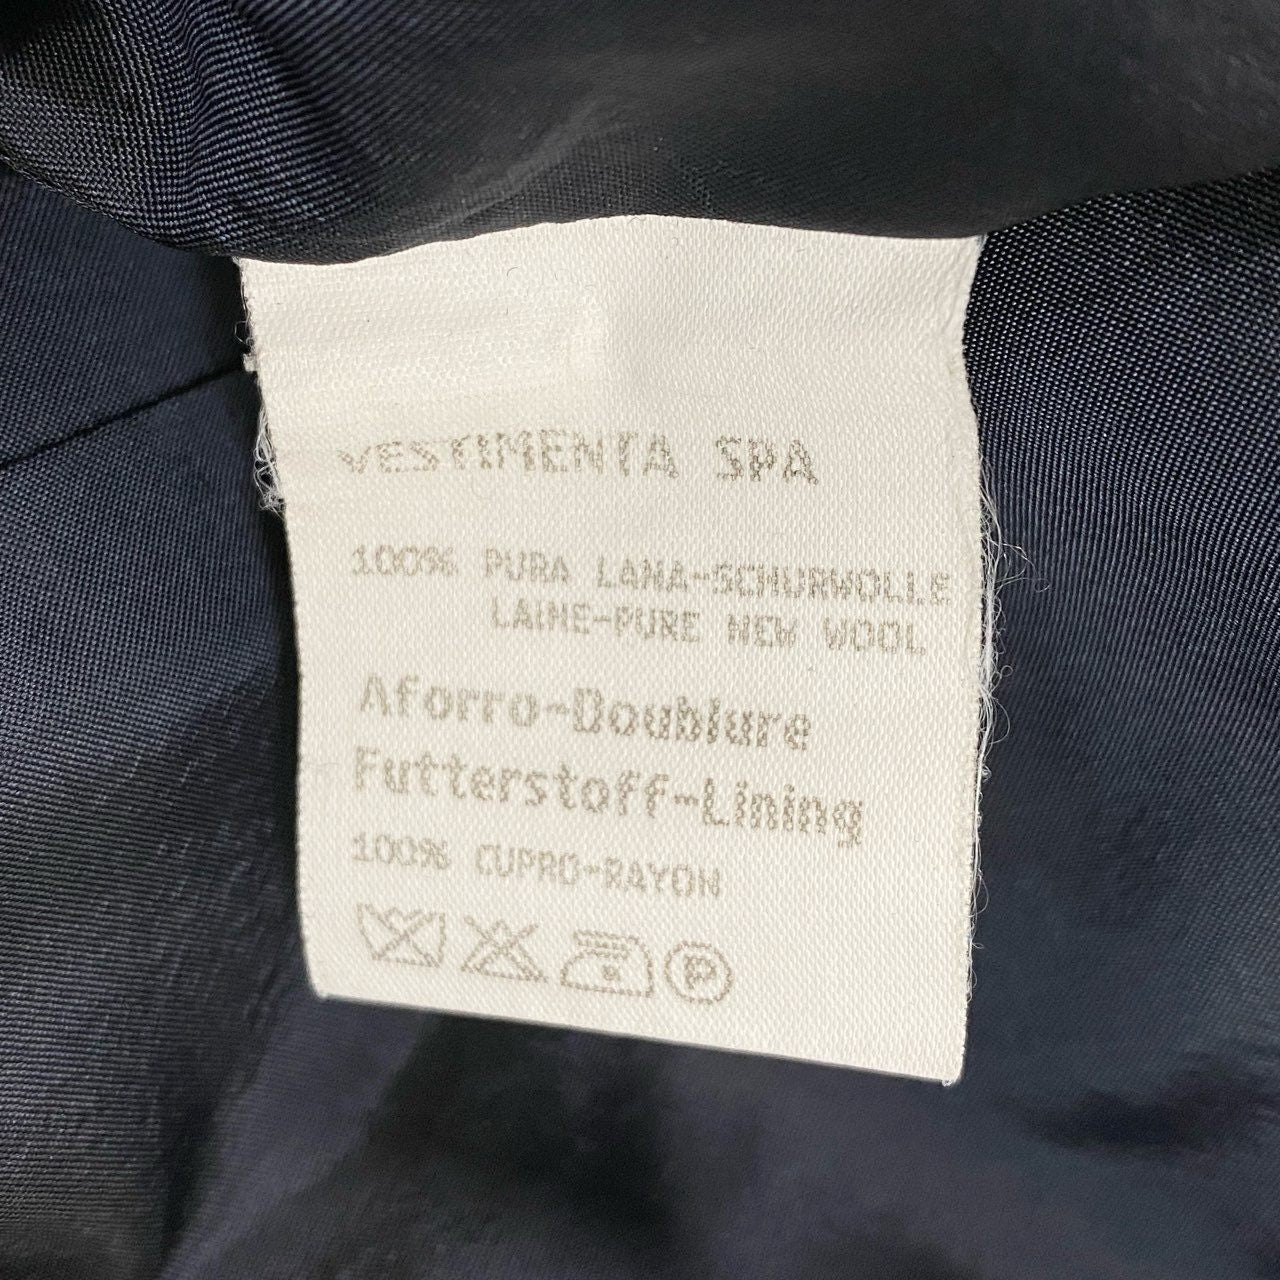 VESTIMENTA SPA
100% PURA LANA-SCHURWOLLE
LAINE-PURE NEW WOOL
Aforro-Doublure
Futterstoff-Lining
100% CUPRO-RAYON
P